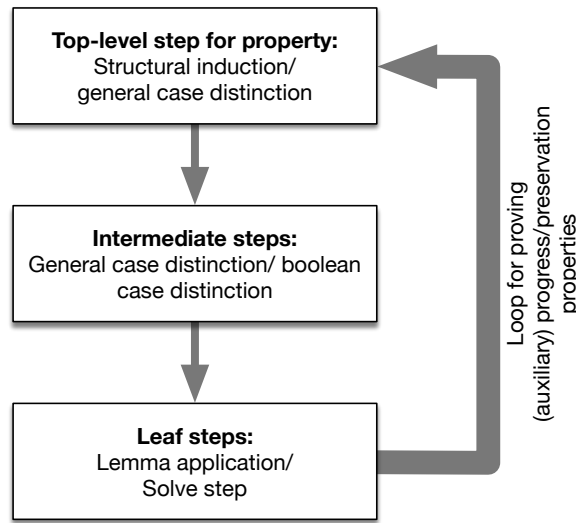 Top-level step for property:
Structural induction/
general case distinction
Intermediate steps:
General case distinction/ boolean
case distinction
Leaf steps:
Lemma application/
Solve step
Loop for proving
(auxiliary) progress/preservation
properties